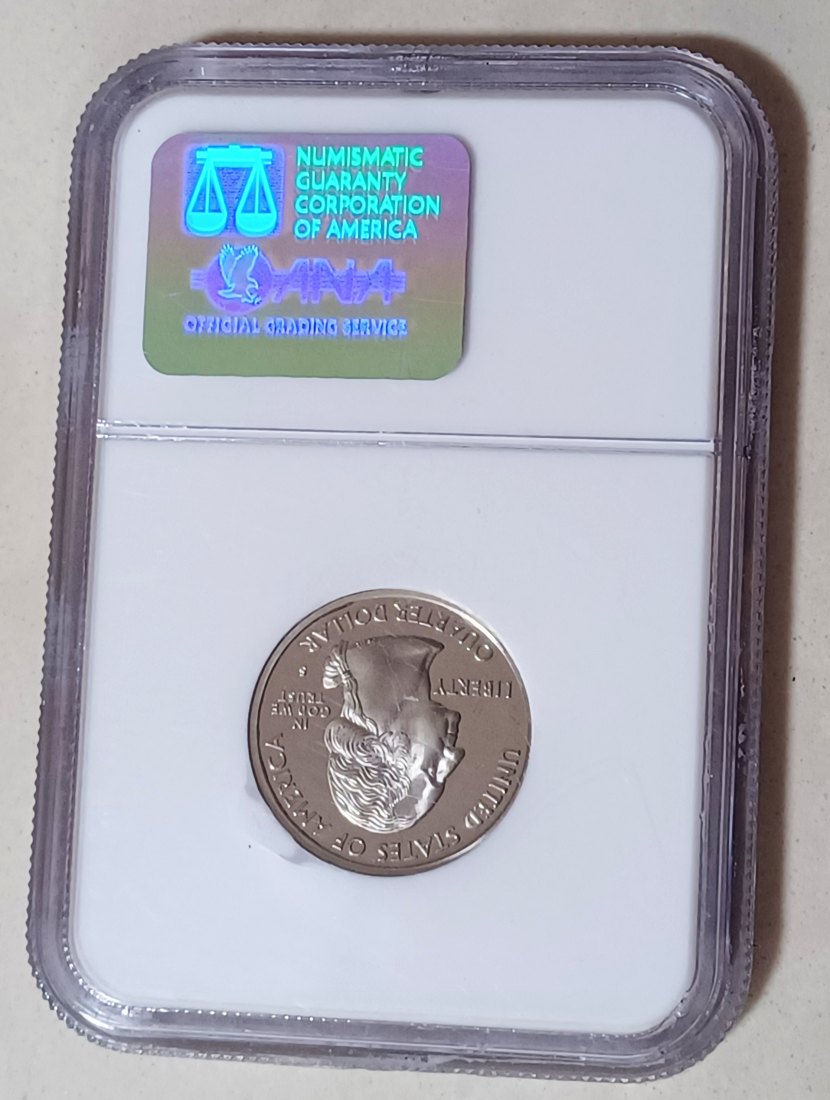 NUMISMATIC
GUARANTY
CORPORATION
OF AMERICA
ANA
OFFICIAL GRADING SERVICE
UNITED STATES OF AMERICA
LIBERTY
IN
GOD WE
TRUST
S
QUARTER DOLLAR